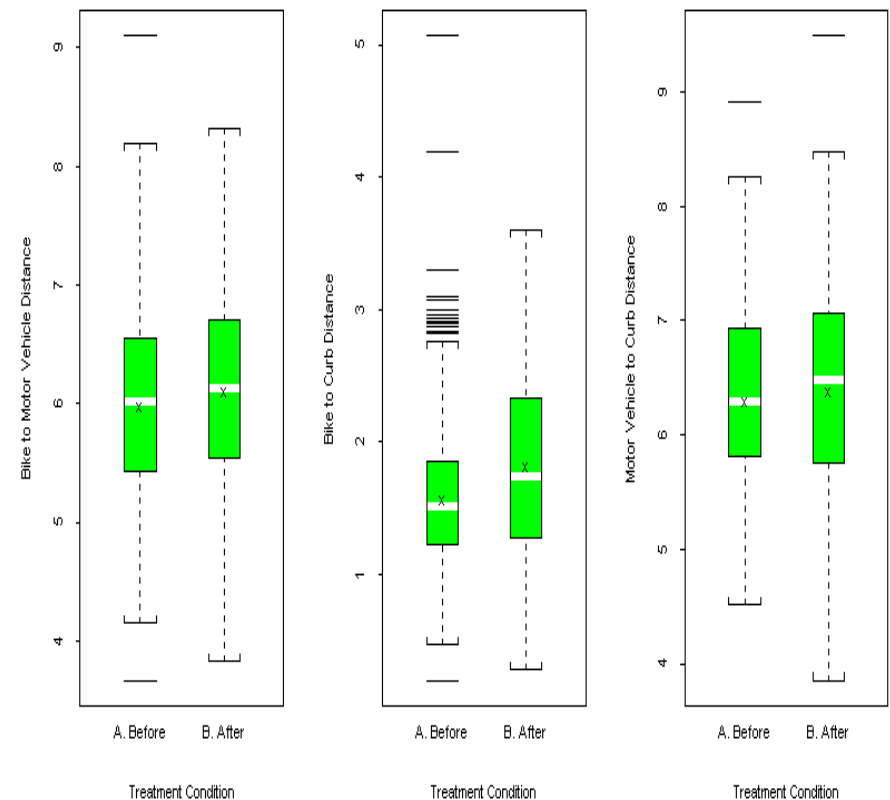 Bike to Motor Vehicle Distance
9
8
7
6
5
4
A. Before
B. After
Treatment Condition
Bike to Curb Distance
5
4
3
2
1
A. Before
B. After
Treatment Condition
Motor Vehicle to Curb Distance
9
8
7
6
5
4
A. Before
B. After
Treatment Condition